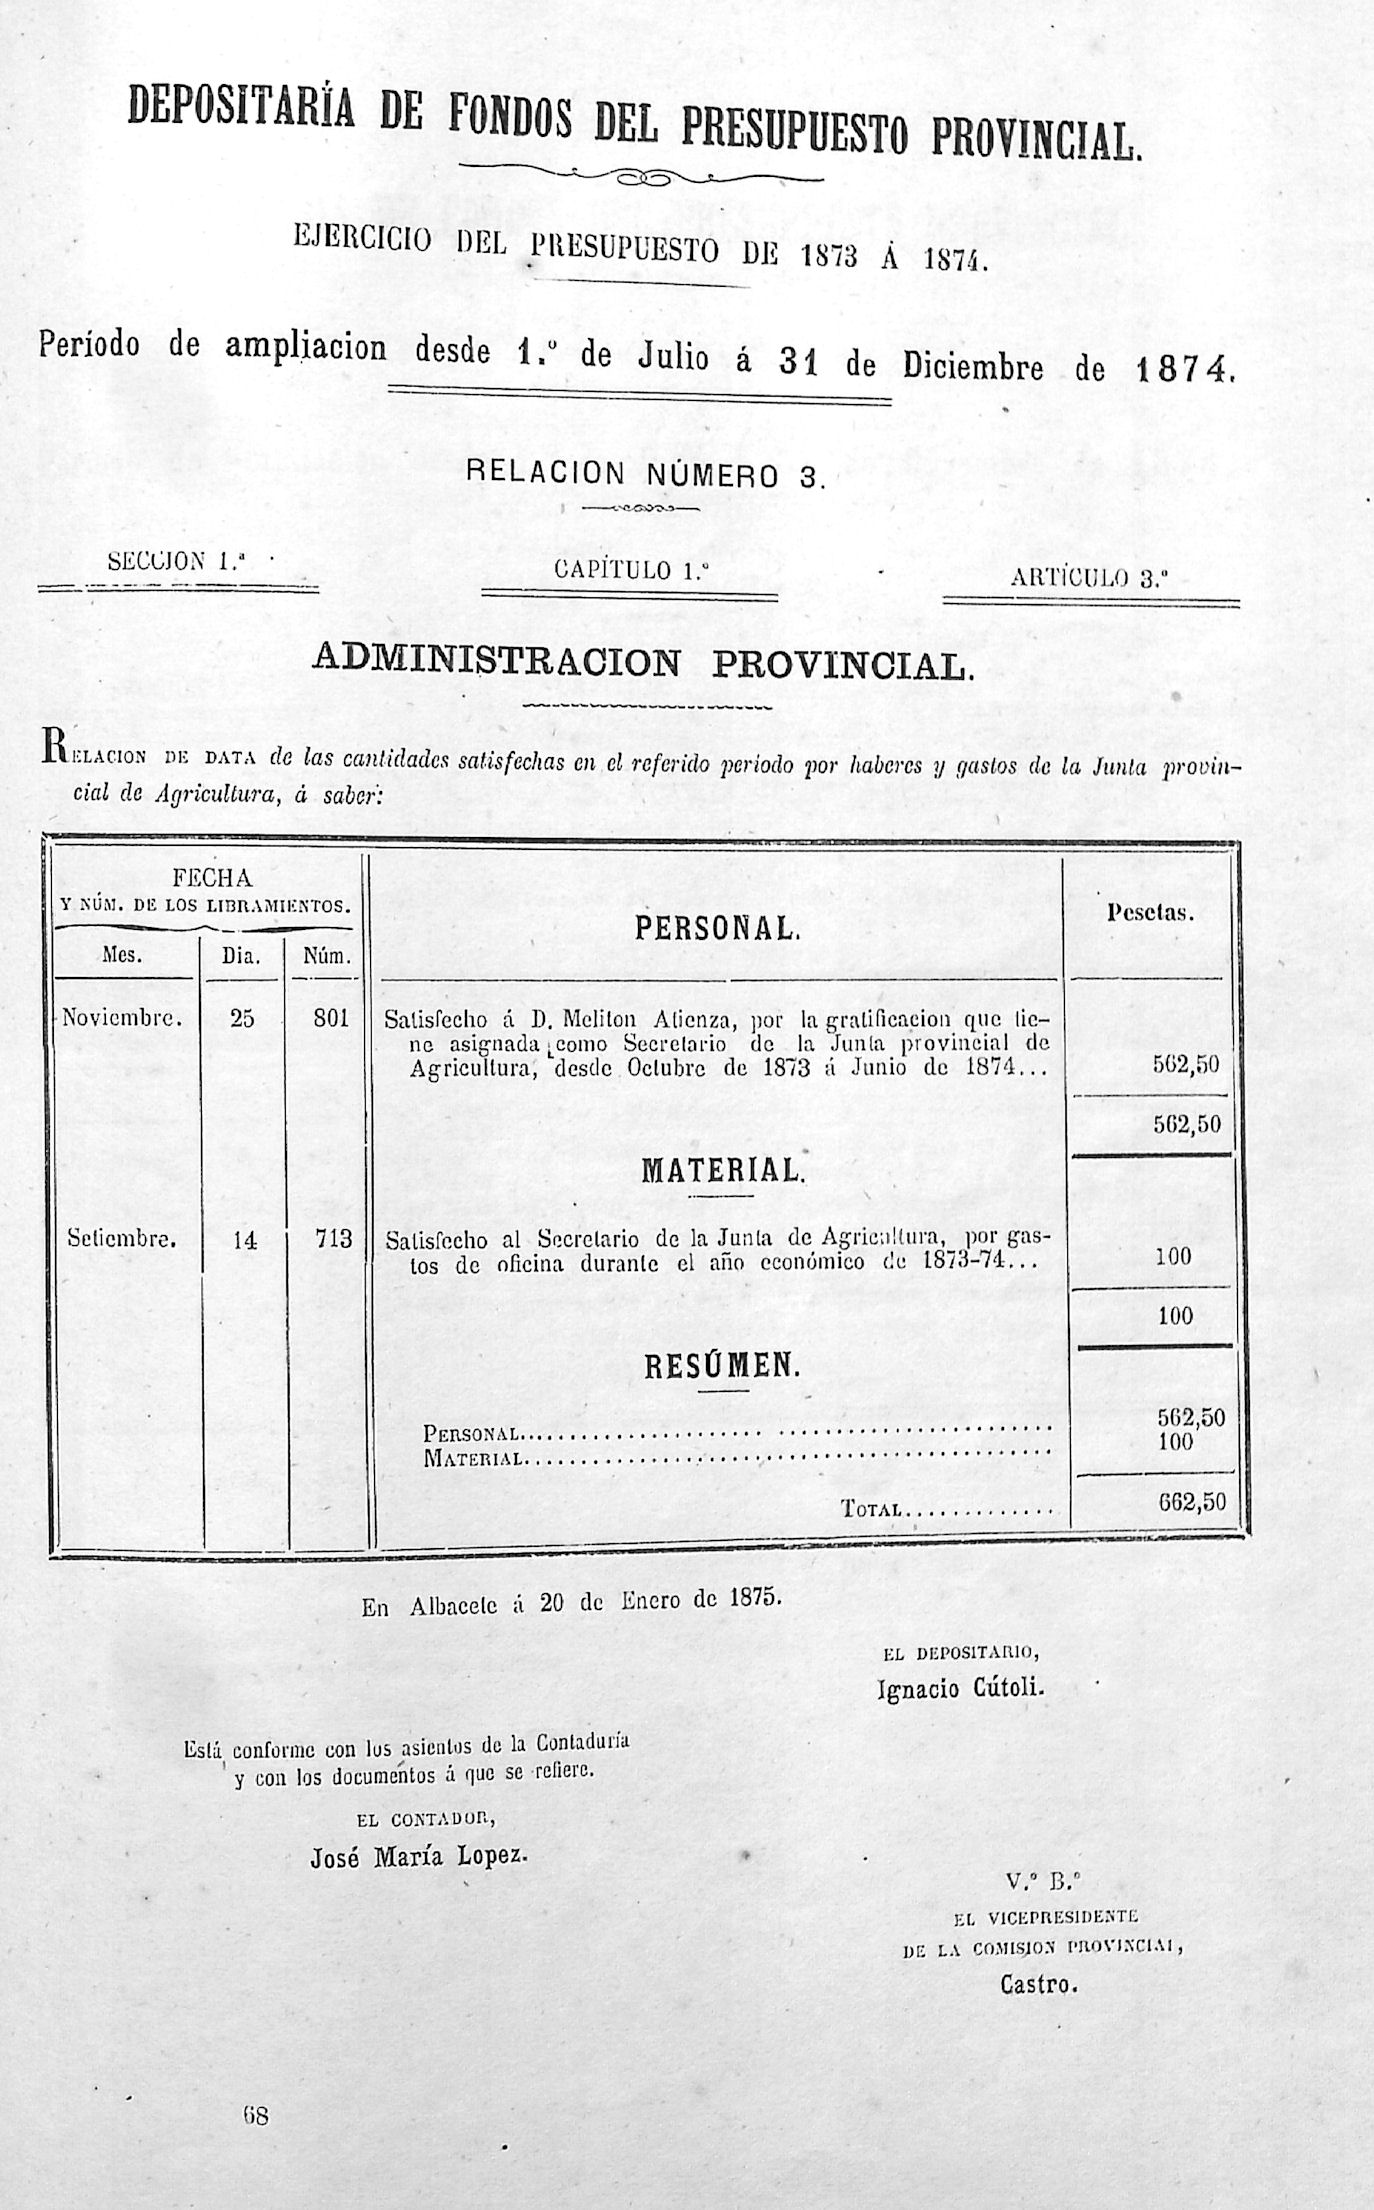 DEPOSITARÍA DE FONDOS DEL PRESUPUESTO PROVINCIAL.
EJERCICIO DEL PRESUPUESTO DE 1873 Á 1874.
Período de ampliacion desde 1.º de Julio á 31 de Diciembre de 1874.
RELACION NÚMERO 3.
SECCION 1.ª CAPÍTULO 1.º ARTÍCULO 3.º
ADMINISTRACION PROVINCIAL.
RELACION DE DATA de las cantidades satisfechas en el referido período por haberes y gastos de la Junta provin-
cial de Agricultura, á saber:
FECHA
Y NÚM. DE LOS LIBRAMIENTOS.
Mes. Dia. Núm.
PERSONAL.
Pesetas.
Noviembre. 25 801 Satisfecho á D. Meliton Atienza, por la gratificacion que tie-
ne asignada como Secretario de la Junta provincial de
Agricultura, desde Octubre de 1873 á Junio de 1874... 562,50
562,50
MATERIAL.
Setiembre. 14 713 Satisfecho al Secretario de la Junta de Agricultura, por gas-
tos de oficina durante el año económico de 1873-74... 100
100
RESÚMEN.
PERSONAL........................................... 562,50
MATERIAL........................................... 100
TOTAL............. 662,50
En Albacete á 20 de Enero de 1875.
EL DEPOSITARIO,
Ignacio Cútoli.
Está conforme con los asientos de la Contaduría
y con los documentos á que se refiere.
EL CONTADOR,
José María Lopez.
V.º B.º
EL VICEPRESIDENTE
DE LA COMISION PROVINCIAL,
Castro.
68